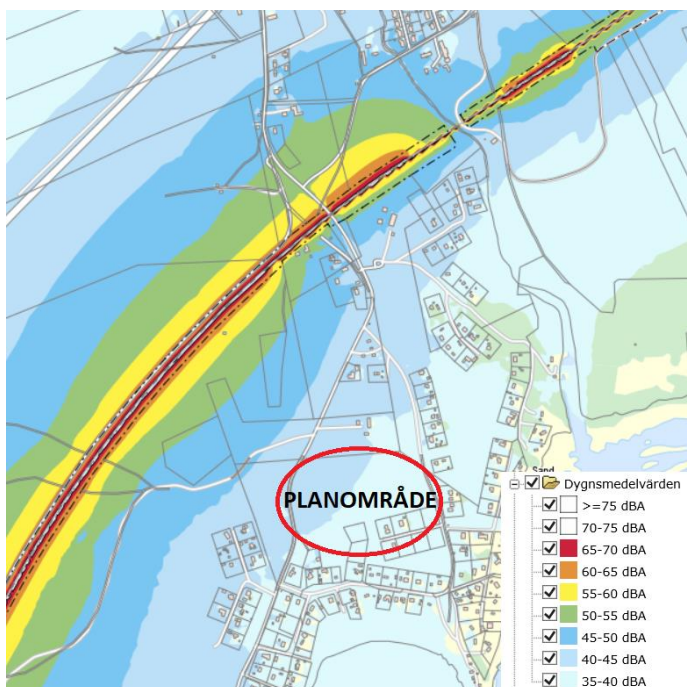 PLANOMRÅDE
Sand
Dygnsmedelvärden
>=75 dBA
70-75 dBA
65-70 dBA
60-65 dBA
55-60 dBA
50-55 dBA
45-50 dBA
40-45 dBA
35-40 dBA